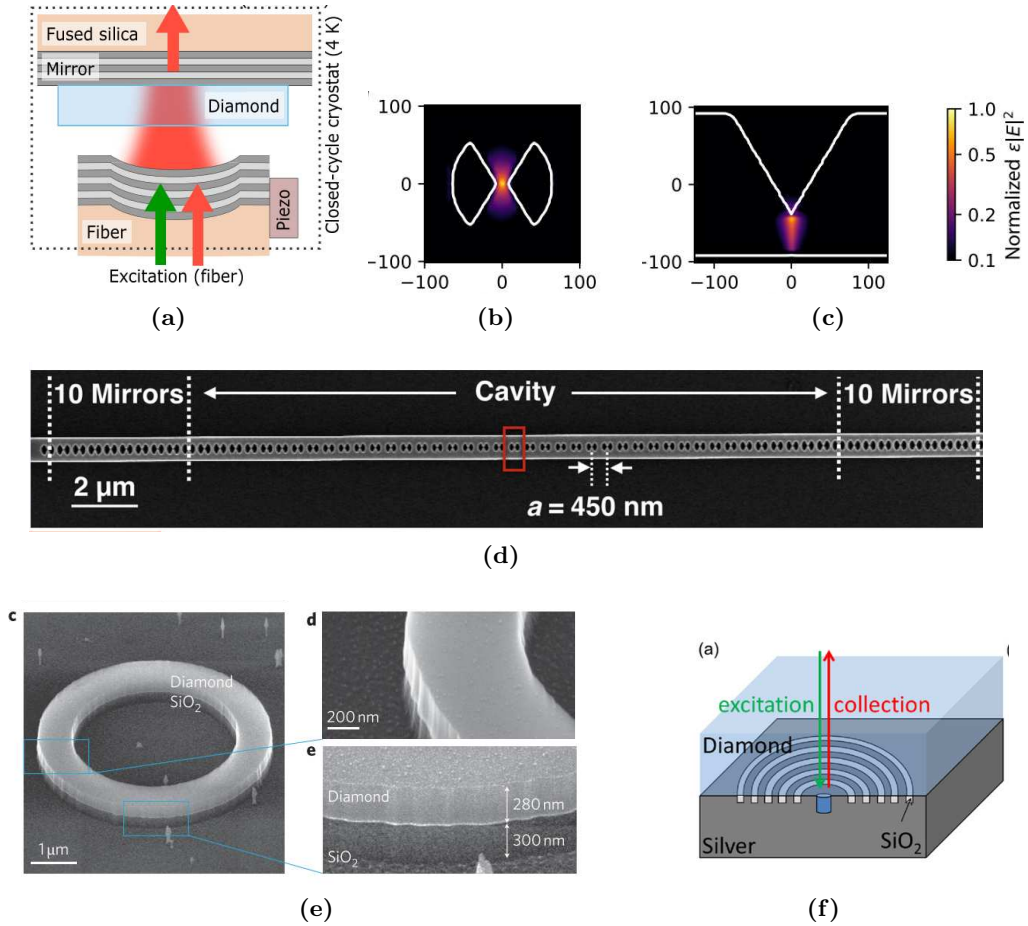 Fused silica
Mirror
Diamond
Fiber
Piezo
Closed-cycle cryostat (4 K)
Excitation (fiber)
(a)
100
0
-100
−100 0 100
(b)
100
0
-100
−100 0 100
(c)
1.0
0.5
0.2
0.1
Normalized ε|E|²
10 Mirrors
Cavity
10 Mirrors
2 µm
a = 450 nm
(d)
c
Diamond
SiO₂
1µm
d
200 nm
e
Diamond
280 nm
300 nm
SiO₂
(e)
(a)
excitation
collection
Diamond
Silver
SiO₂
(f)